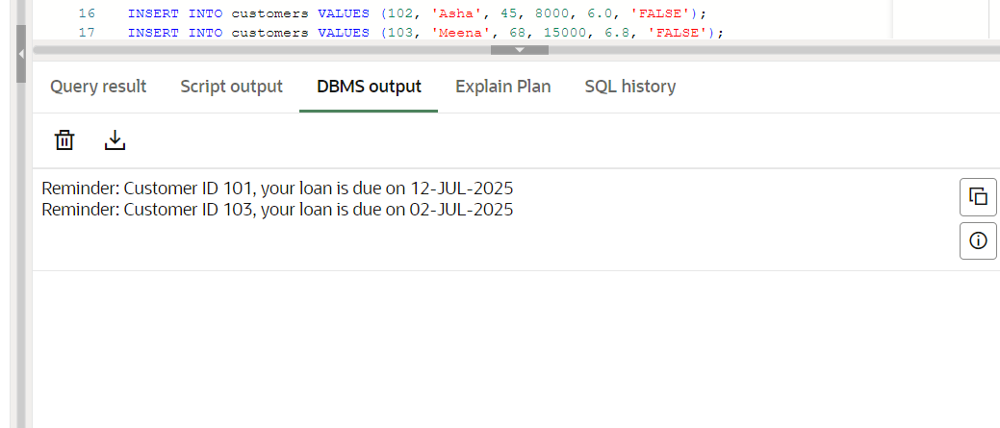 16 INSERT INTO customers VALUES (102, 'Asha', 45, 8000, 6.0, 'FALSE');
17 INSERT INTO customers VALUES (103, 'Meena', 68, 15000, 6.8, 'FALSE');
Query result Script output DBMS output Explain Plan SQL history
Reminder: Customer ID 101, your loan is due on 12-JUL-2025
Reminder: Customer ID 103, your loan is due on 02-JUL-2025